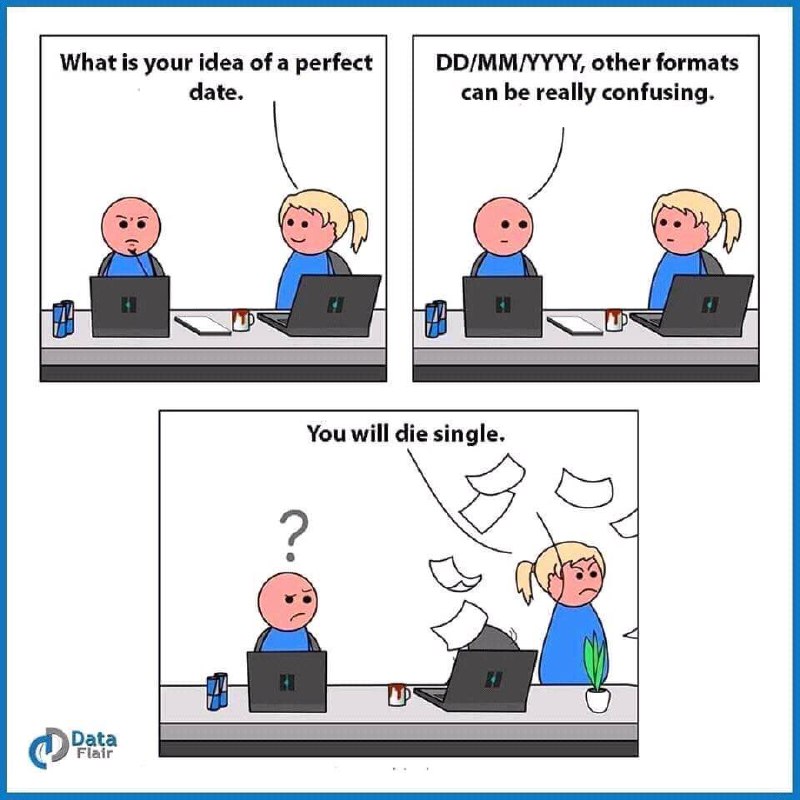 What is your idea of a perfect
date.
DD/MM/YYYY, other formats
can be really confusing.
You will die single.
?
Data
Flair